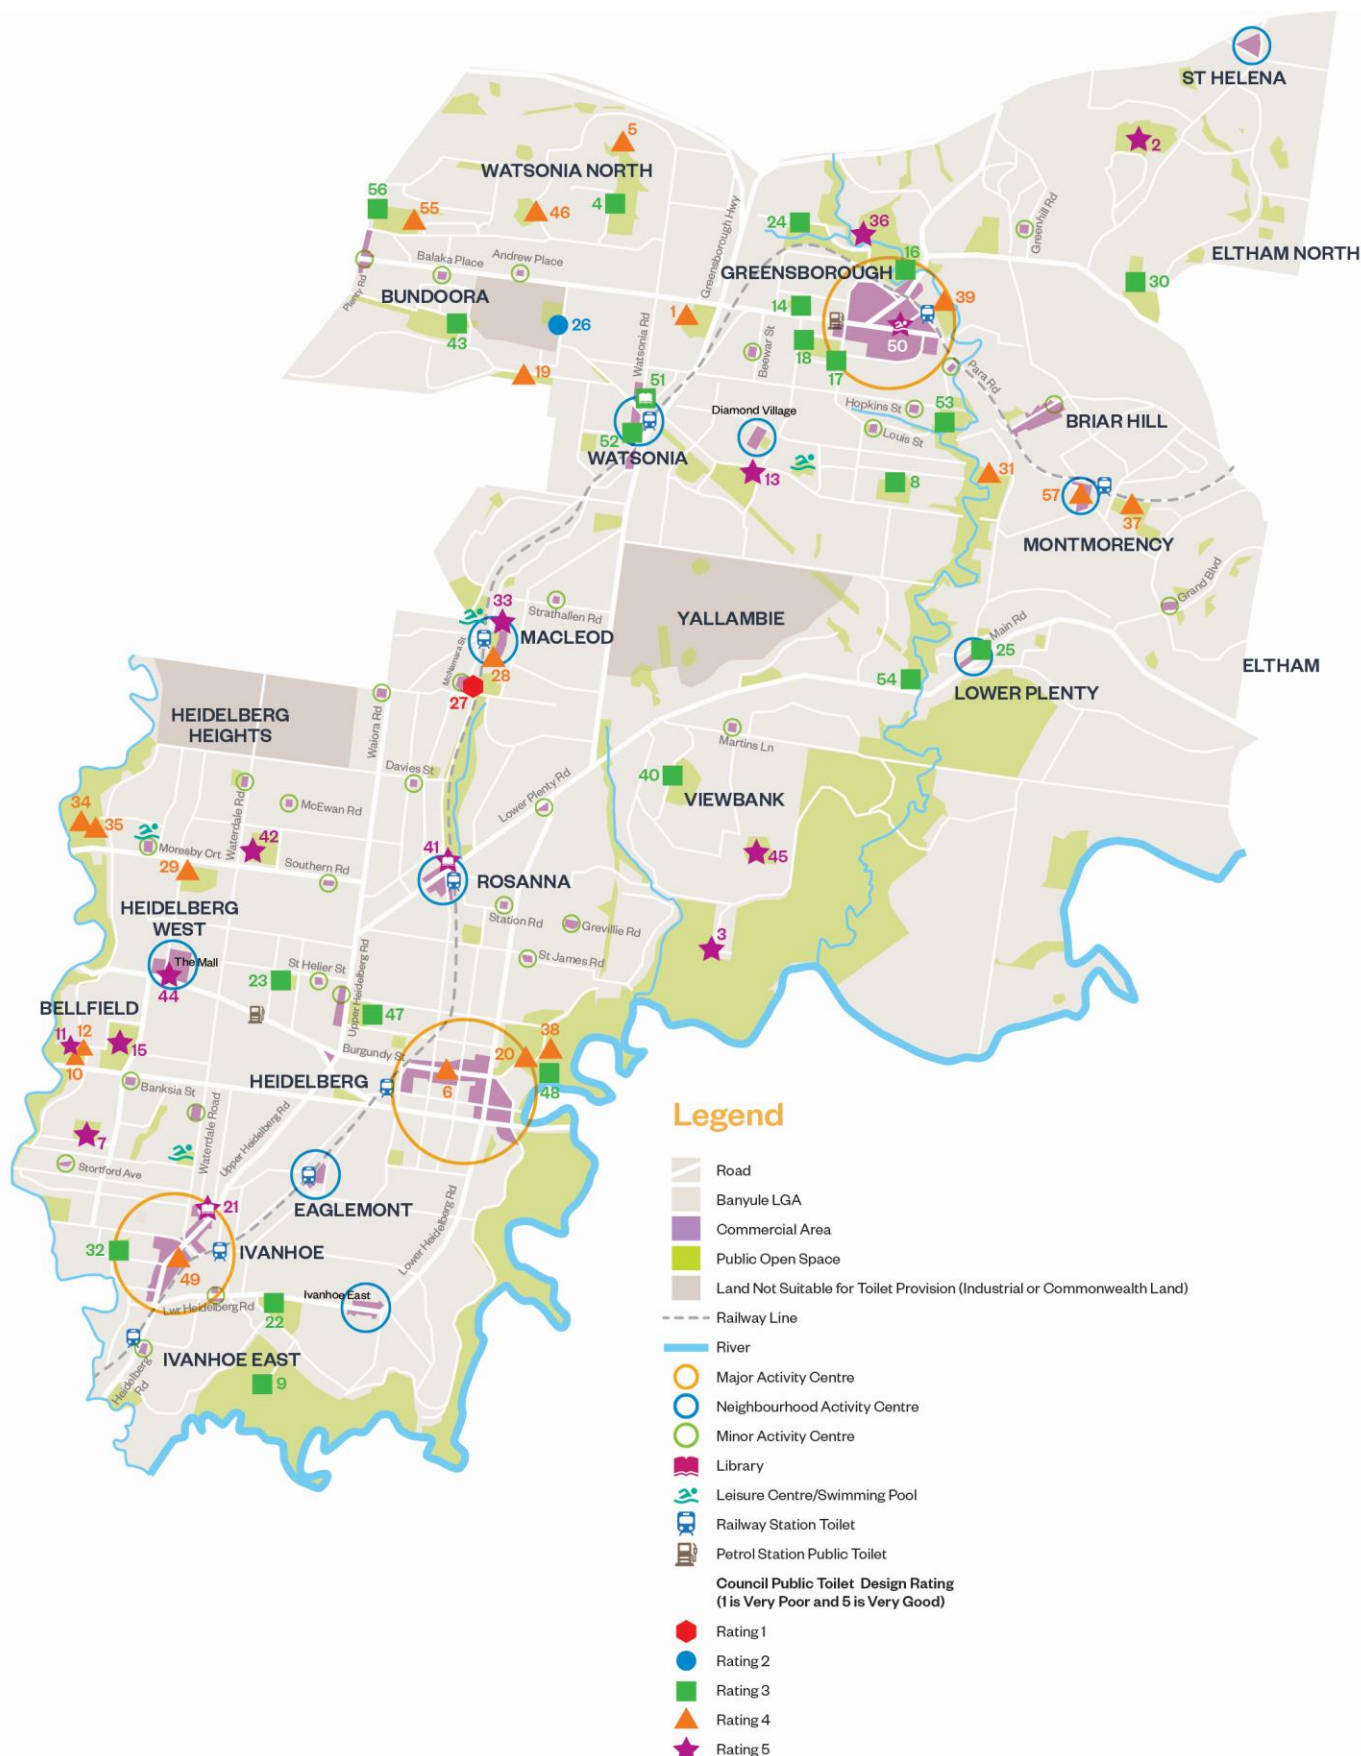 ST HELENA
2
5
WATSONIA NORTH
56
55
46
4
Greensborough Hwy
24
36
Greenhill Rd
16
ELTHAM NORTH
Balaka Place
Andrew Place
GREENSBOROUGH
30
Plenty Rd
BUNDOORA
39
14
1
26
43
Watsonia Rd
18
50
Beewar St
17
19
Para Rd
51
Hopkins St
53
Diamond Village
BRIAR HILL
52
Louis St
WATSONIA
13
8
31
57
37
MONTMORENCY
Grand Blvd
33
Strathallen Rd
YALLAMBIE
MACLEOD
Main Rd
McNamara St
28
25
ELTHAM
27
54
LOWER PLENTY
HEIDELBERG
HEIGHTS
Waiora Rd
Martins Ln
Davies St
40
Lower Plenty Rd
VIEWBANK
34
McEwan Rd
35
Waterdale Rd
42
41
45
Moresby Crt
29
Southern Rd
ROSANNA
HEIDELBERG
WEST
Station Rd
Grevillie Rd
3
The Mall
St James Rd
St Helier St
23
44
Upper Heidelberg Rd
BELLFIELD
47
11
12
15
38
Burgundy St
20
10
HEIDELBERG
6
48
Banksia St
Waterdale Road
Upper Heidelberg Rd
7
Stortford Ave
21
EAGLEMONT
Lower Heidelberg Rd
32
IVANHOE
49
Ivanhoe East
Lwr Heidelberg Rd
22
IVANHOE EAST
Heidelberg
Rd
9
Legend
Road
Banyule LGA
Commercial Area
Public Open Space
Land Not Suitable for Toilet Provision (Industrial or Commonwealth Land)
Railway Line
River
Major Activity Centre
Neighbourhood Activity Centre
Minor Activity Centre
Library
Leisure Centre/Swimming Pool
Railway Station Toilet
Petrol Station Public Toilet
Council Public Toilet Design Rating
(1 is Very Poor and 5 is Very Good)
Rating 1
Rating 2
Rating 3
Rating 4
Rating 5